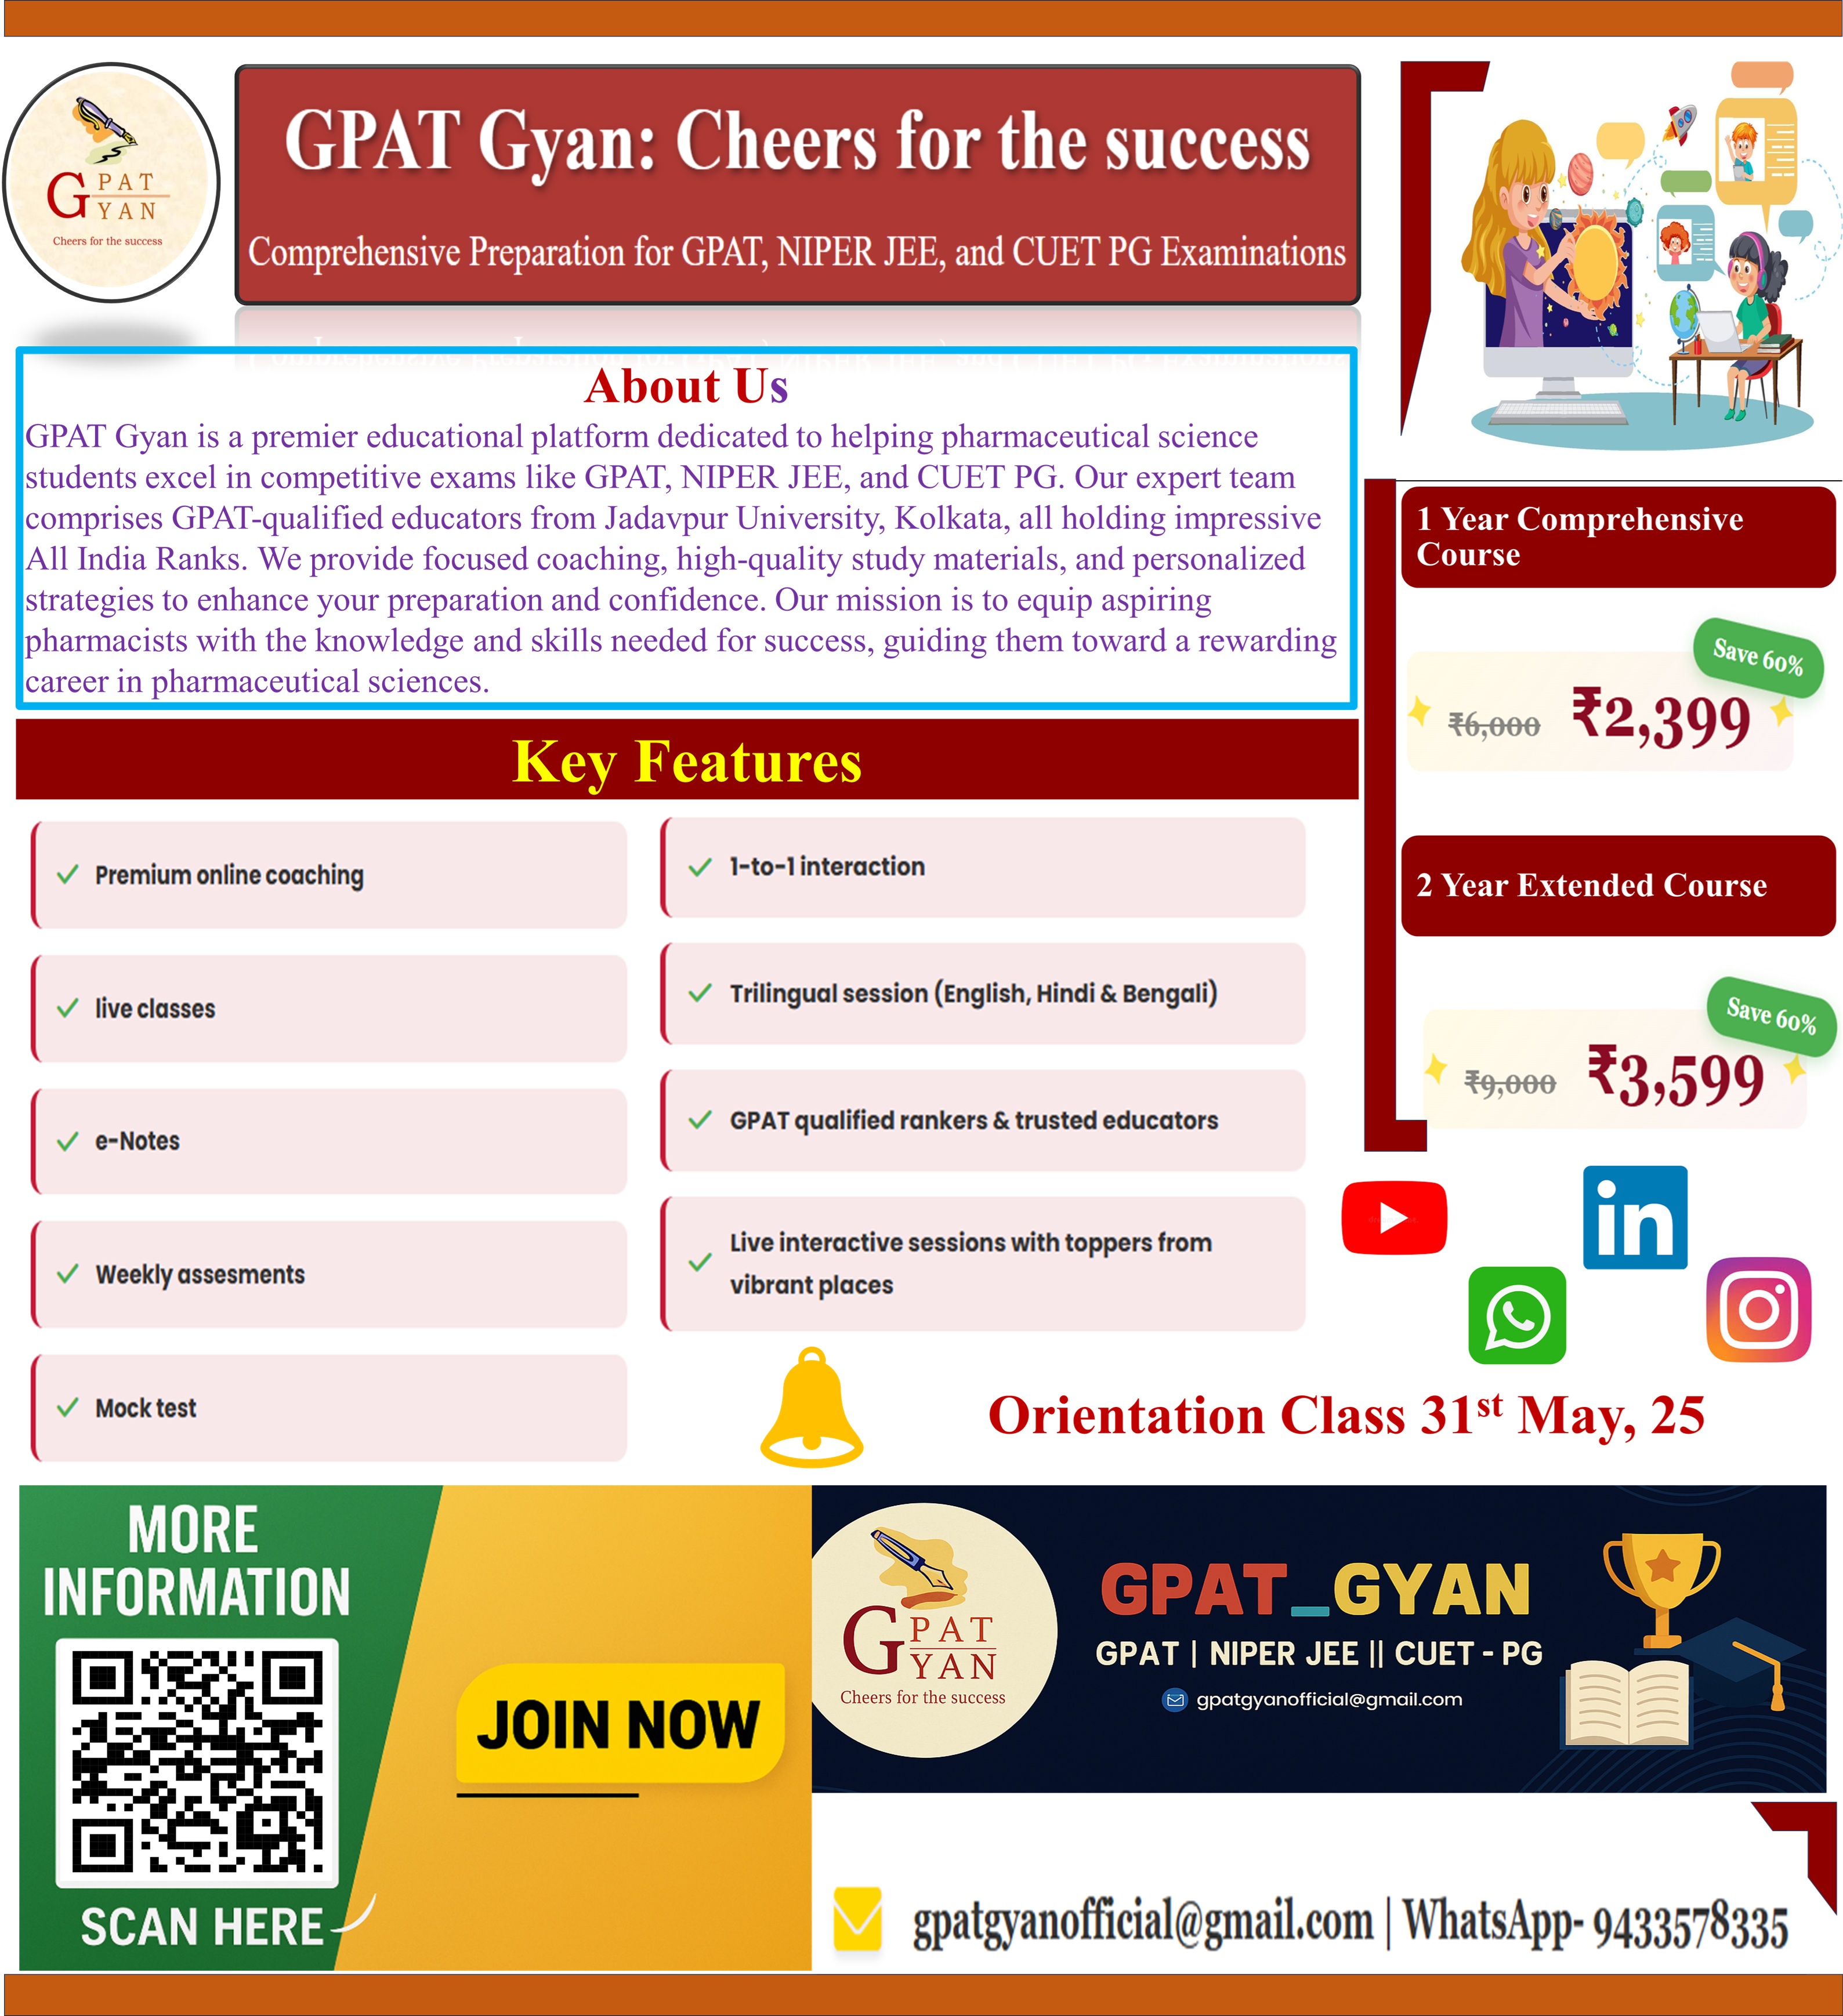 G PAT
YAN
Cheers for the success
GPAT Gyan: Cheers for the success
Comprehensive Preparation for GPAT, NIPER JEE, and CUET PG Examinations
About Us
GPAT Gyan is a premier educational platform dedicated to helping pharmaceutical science
students excel in competitive exams like GPAT, NIPER JEE, and CUET PG. Our expert team
comprises GPAT-qualified educators from Jadavpur University, Kolkata, all holding impressive
All India Ranks. We provide focused coaching, high-quality study materials, and personalized
strategies to enhance your preparation and confidence. Our mission is to equip aspiring
pharmacists with the knowledge and skills needed for success, guiding them toward a rewarding
career in pharmaceutical sciences.
Key Features
Premium online coaching
live classes
e-Notes
Weekly assesments
Mock test
1-to-1 interaction
Trilingual session (English, Hindi & Bengali)
GPAT qualified rankers & trusted educators
Live interactive sessions with toppers from
vibrant places
1 Year Comprehensive
Course
Save 60%
₹6,000 ₹2,399
2 Year Extended Course
Save 60%
₹9,000 ₹3,599
in
Orientation Class 31st May, 25
MORE
INFORMATION
SCAN HERE
JOIN NOW
G PAT
YAN
Cheers for the success
GPAT_GYAN
GPAT | NIPER JEE || CUET - PG
gpatgyanofficial@gmail.com
gpatgyanofficial@gmail.com | WhatsApp- 9433578335